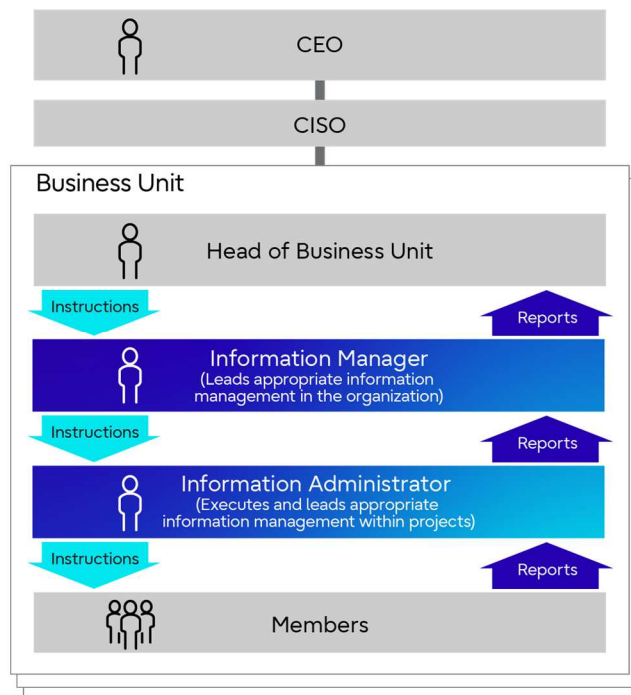 CEO
CISO
Business Unit
Head of Business Unit
Instructions
Reports
Information Manager
(Leads appropriate information
management in the organization)
Instructions
Reports
Information Administrator
(Executes and leads appropriate
information management within projects)
Instructions
Reports
Members